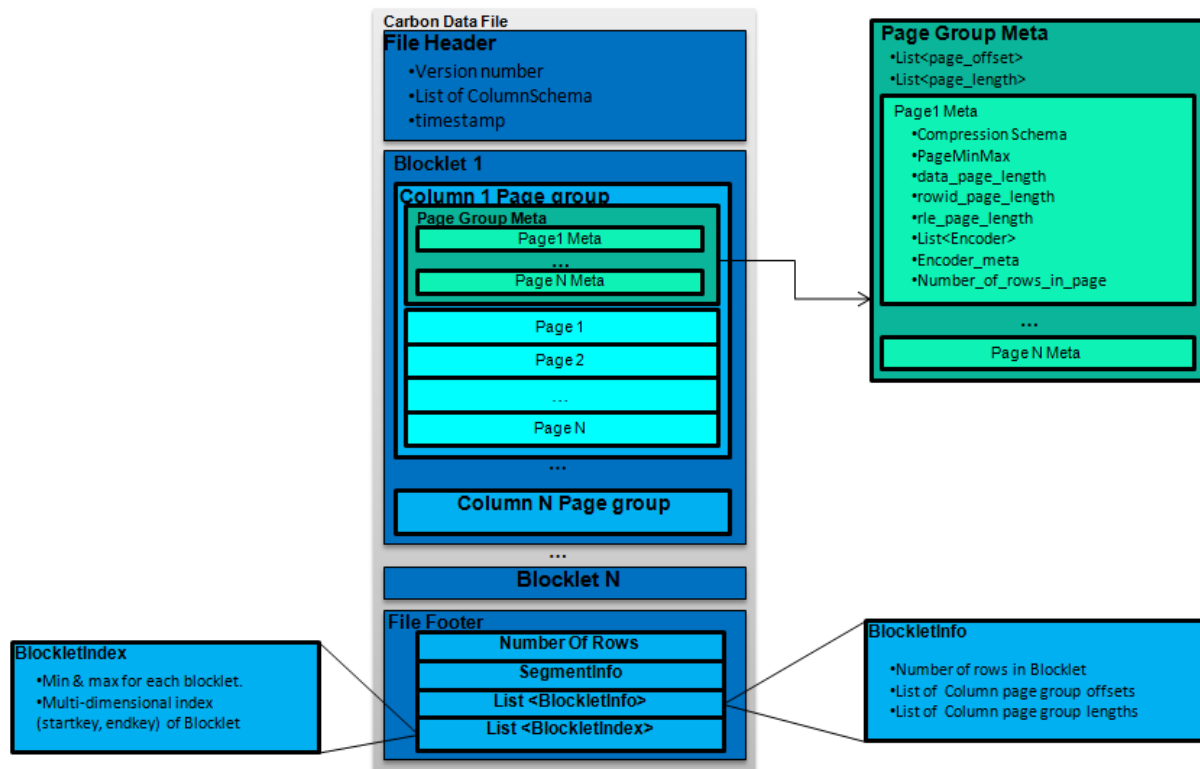 Carbon Data File
File Header
•Version number
•List of ColumnSchema
•timestamp
Blocklet 1
Column 1 Page group
Page Group Meta
Page1 Meta
...
Page N Meta
Page 1
Page 2
...
Page N
...
Column N Page group
...
Blocklet N
File Footer
Number Of Rows
SegmentInfo
List <BlockletInfo>
List <BlockletIndex>
Page Group Meta
•List<page_offset>
•List<page_length>
Page1 Meta
•Compression Schema
•PageMinMax
•data_page_length
•rowid_page_length
•rle_page_length
•List<Encoder>
•Encoder_meta
•Number_of_rows_in_page
...
Page N Meta
BlockletIndex
•Min & max for each blocklet.
•Multi-dimensional index
(startkey, endkey) of Blocklet
BlockletInfo
•Number of rows in Blocklet
•List of Column page group offsets
•List of Column page group lengths